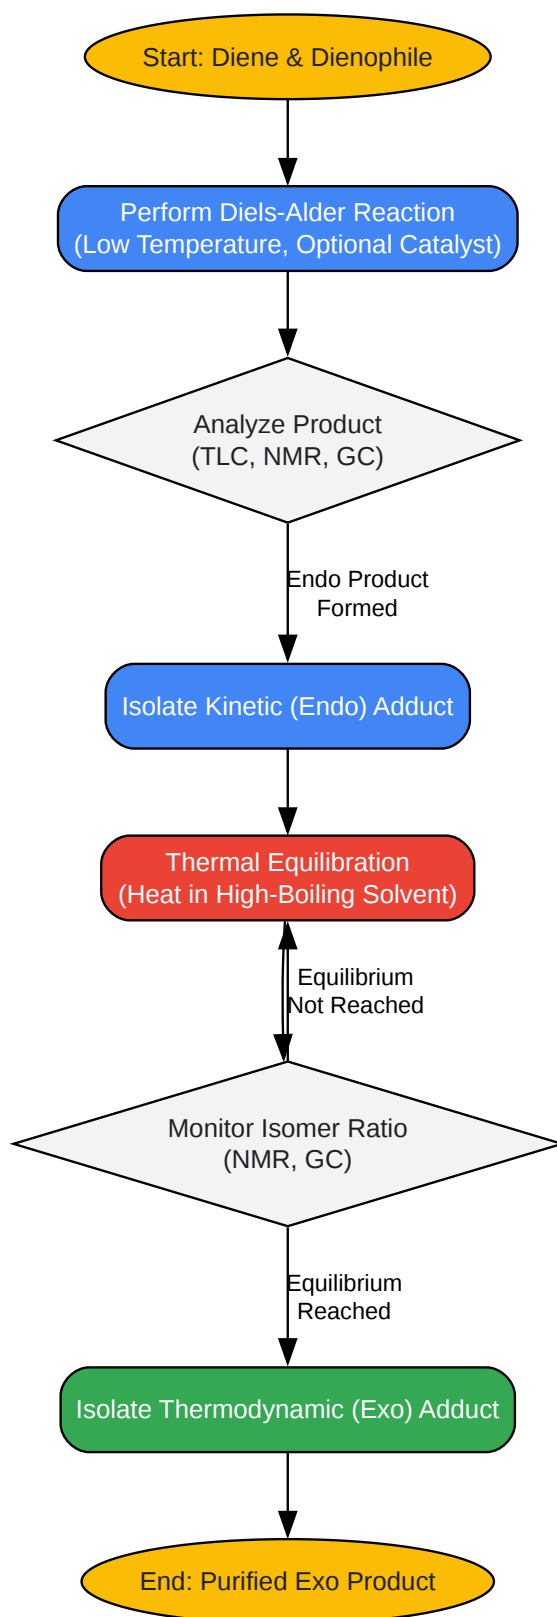 Start: Diene & Dienophile
Perform Diels-Alder Reaction
(Low Temperature, Optional Catalyst)
Analyze Product
(TLC, NMR, GC)
Endo Product
Formed
Isolate Kinetic (Endo) Adduct
Thermal Equilibration
(Heat in High-Boiling Solvent)
Equilibrium
Not Reached
Monitor Isomer Ratio
(NMR, GC)
Equilibrium
Reached
Isolate Thermodynamic (Exo) Adduct
End: Purified Exo Product